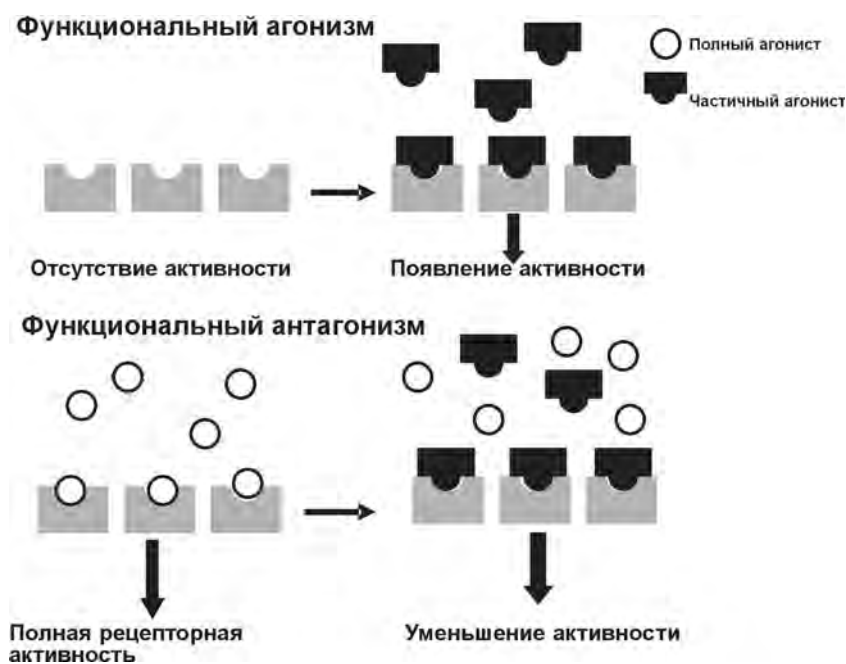 Функциональный агонизм
Полный агонист
Частичный агонист
Отсутствие активности
Появление активности
Функциональный антагонизм
Полная рецепторная
активность
Уменьшение активности